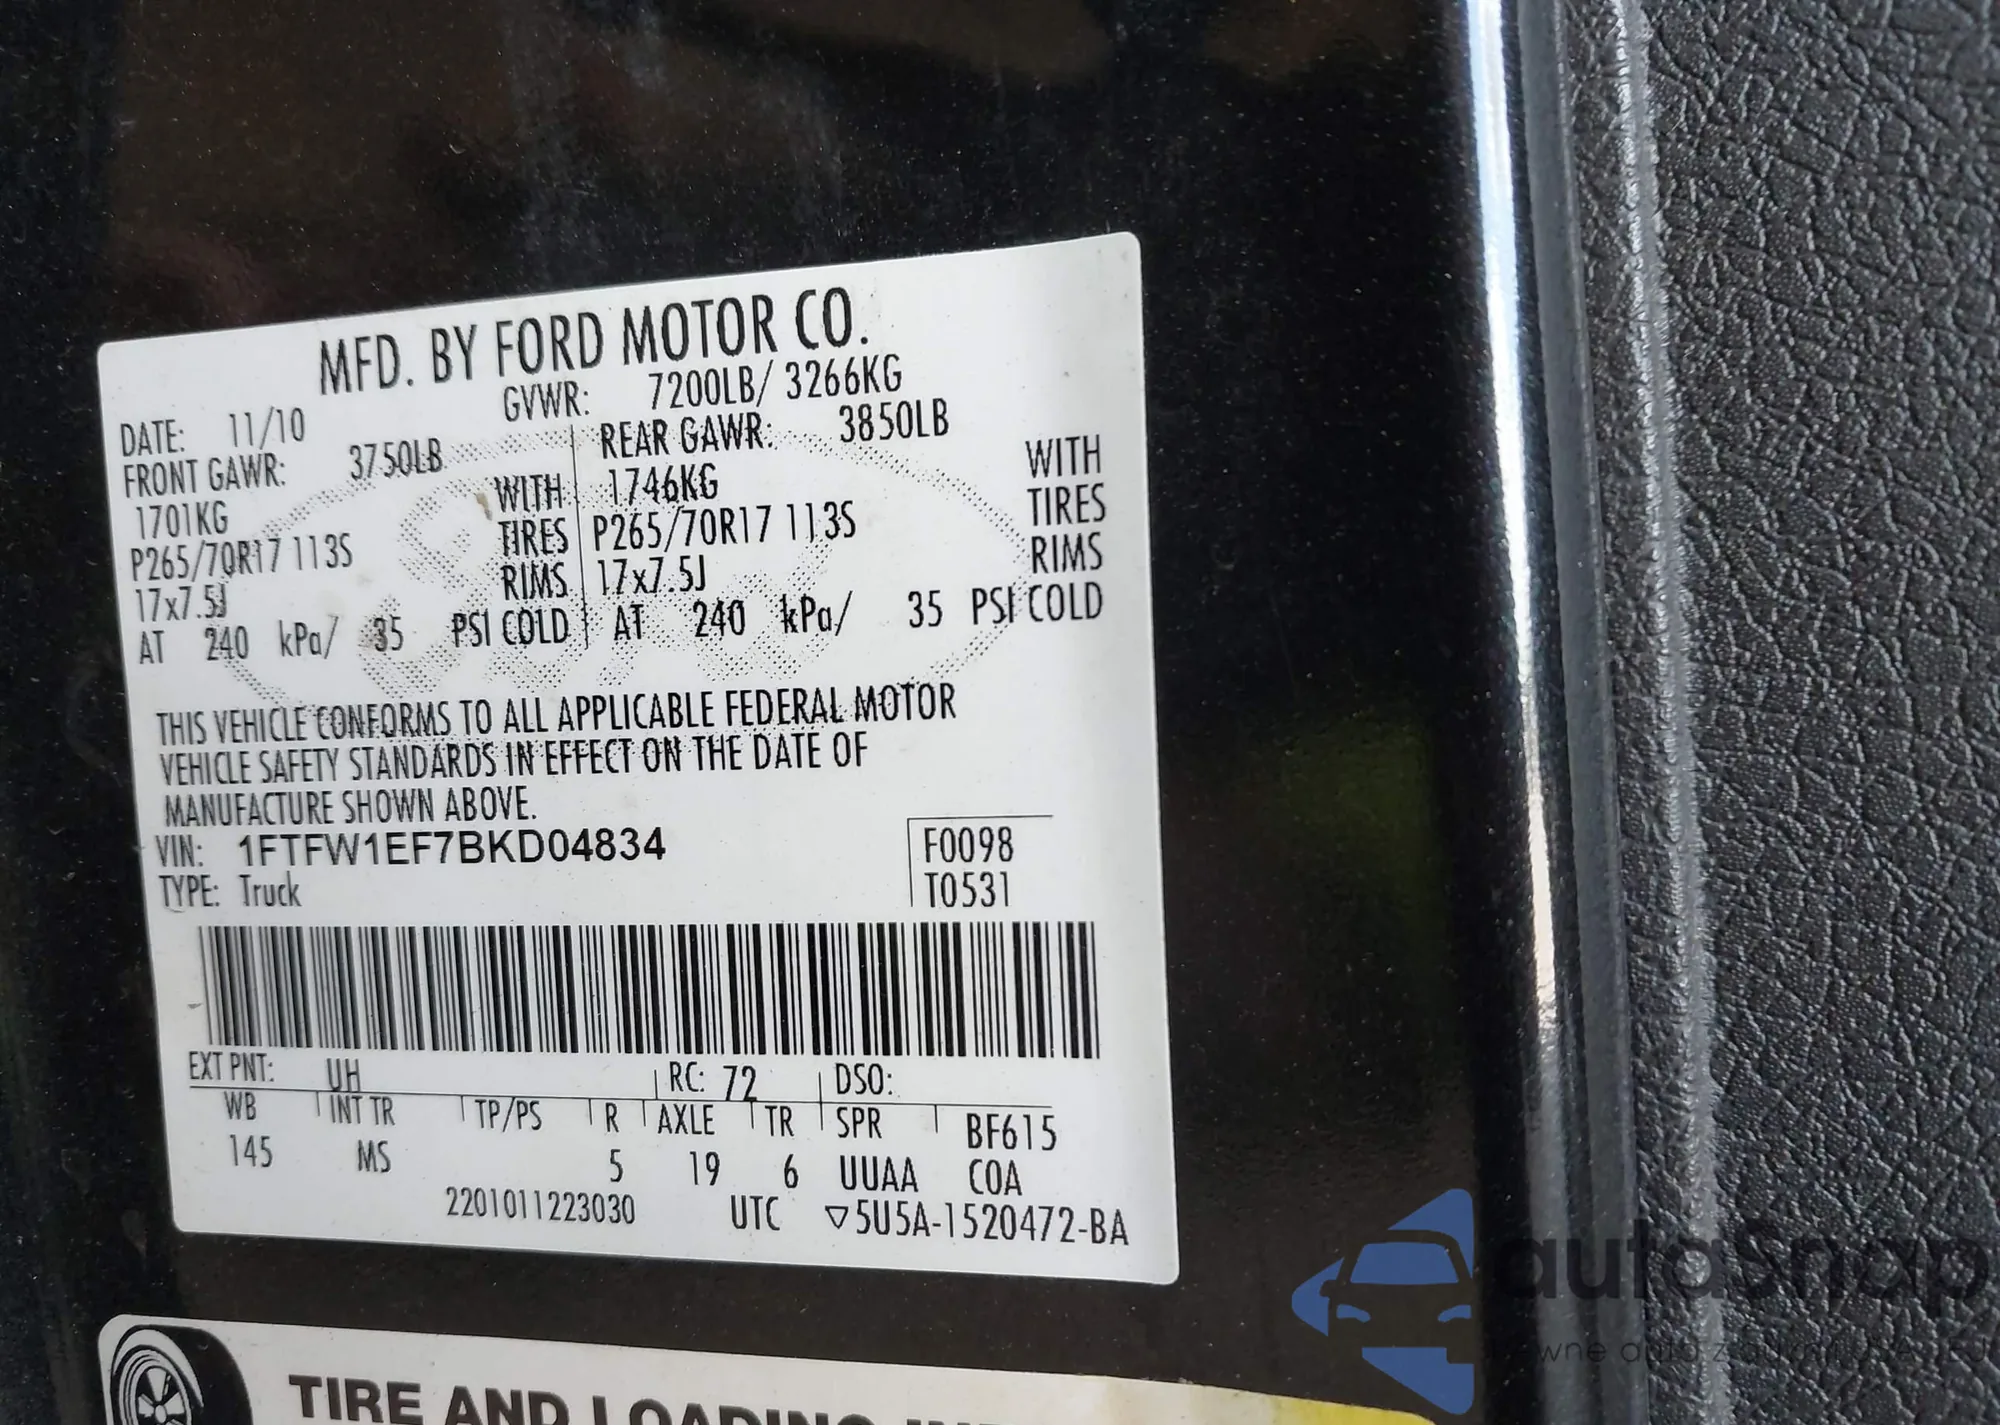 MFD. BY FORD MOTOR CO.
DATE: 11/10 GVWR: 7200LB/ 3266KG
FRONT GAWR: 3750LB REAR GAWR: 3850LB
1701KG WITH 1746KG WITH
P265/70R17 113S TIRES P265/70R17 113S TIRES
17x7.5J RIMS 17x7.5J RIMS
AT 240 kPa/ 35 PSI COLD AT 240 kPa/ 35 PSI COLD
THIS VEHICLE CONFORMS TO ALL APPLICABLE FEDERAL MOTOR
VEHICLE SAFETY STANDARDS IN EFFECT ON THE DATE OF
MANUFACTURE SHOWN ABOVE.
VIN: 1FTFW1EF7BKD04834 F0098
TYPE: Truck T0531
EXT PNT: UH RC: 72 DSO:
WB INT TR TP/PS R AXLE TR SPR BF615
145 MS 5 19 6 UUAA COA
2201011223030 UTC ▽5U5A-1520472-BA
TIRE AND LOADING
autaSnap